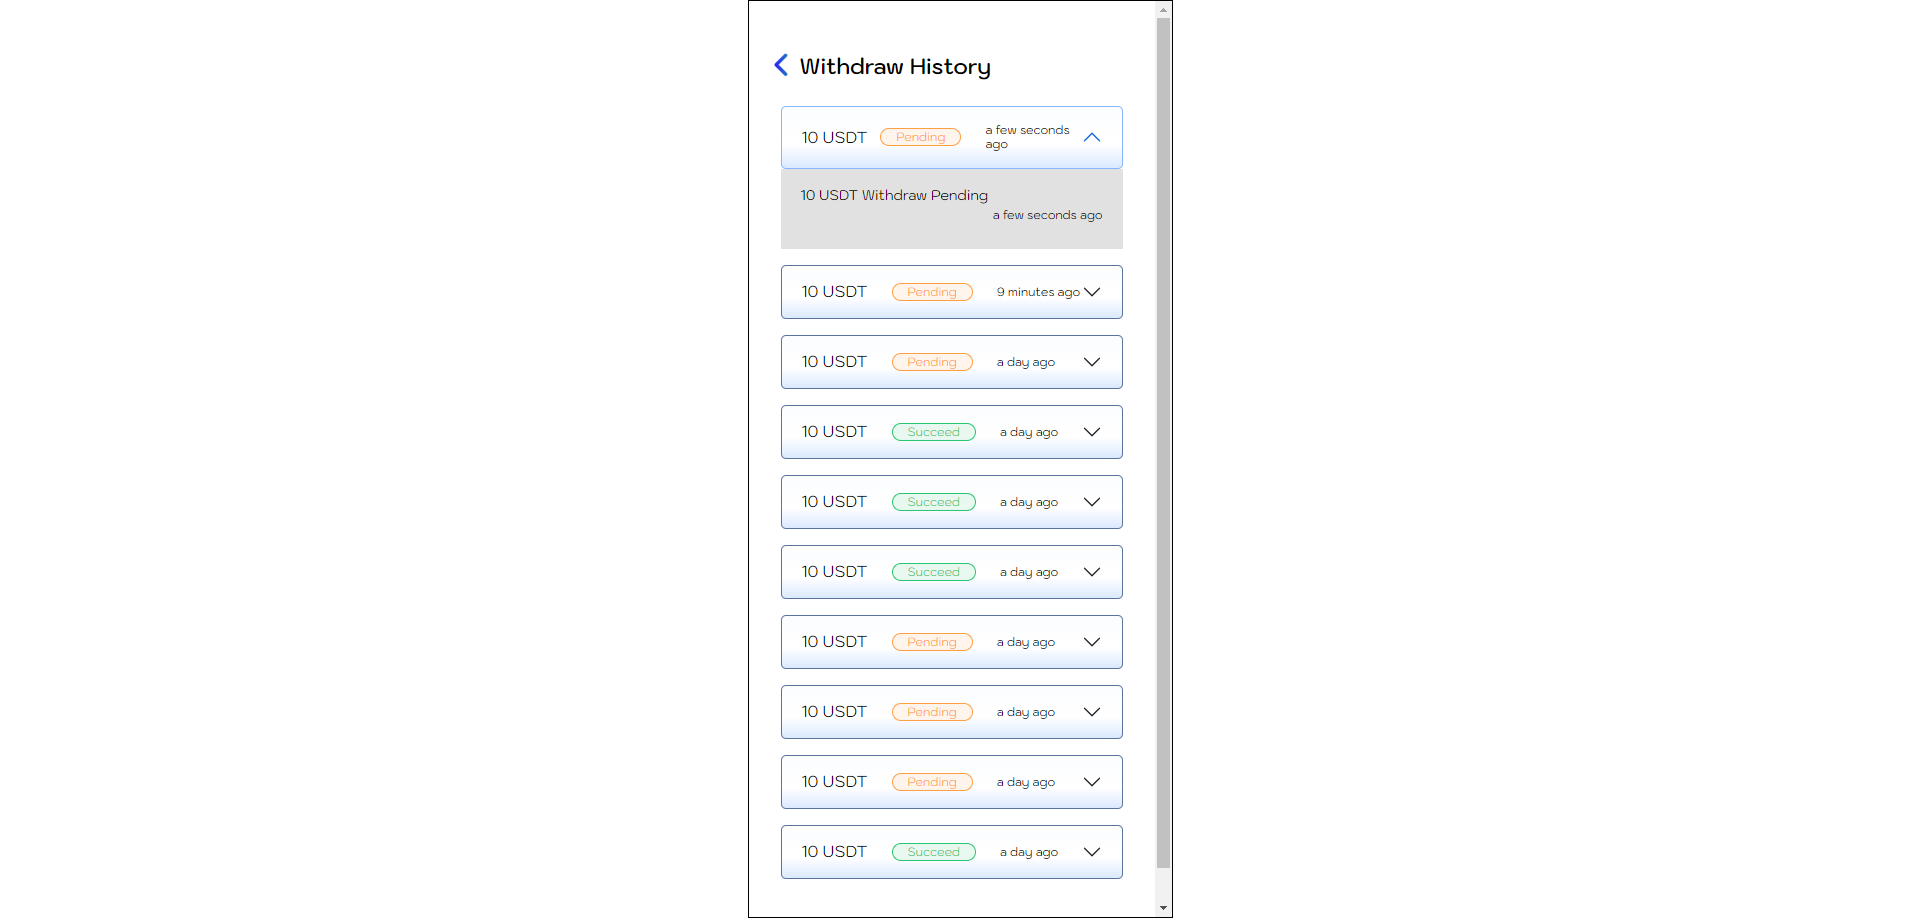 Withdraw History
10 USDT Pending a few seconds
ago
10 USDT Withdraw Pending
a few seconds ago
10 USDT Pending 9 minutes ago
10 USDT Pending a day ago
10 USDT Succeed a day ago
10 USDT Succeed a day ago
10 USDT Succeed a day ago
10 USDT Pending a day ago
10 USDT Pending a day ago
10 USDT Pending a day ago
10 USDT Succeed a day ago